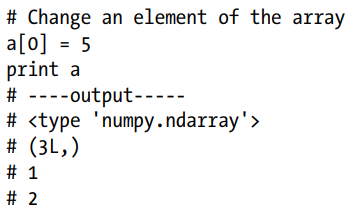 # Change an element of the array
a[0] = 5
print a
# ----output-----
# <type 'numpy.ndarray'>
# (3L,)
# 1
# 2